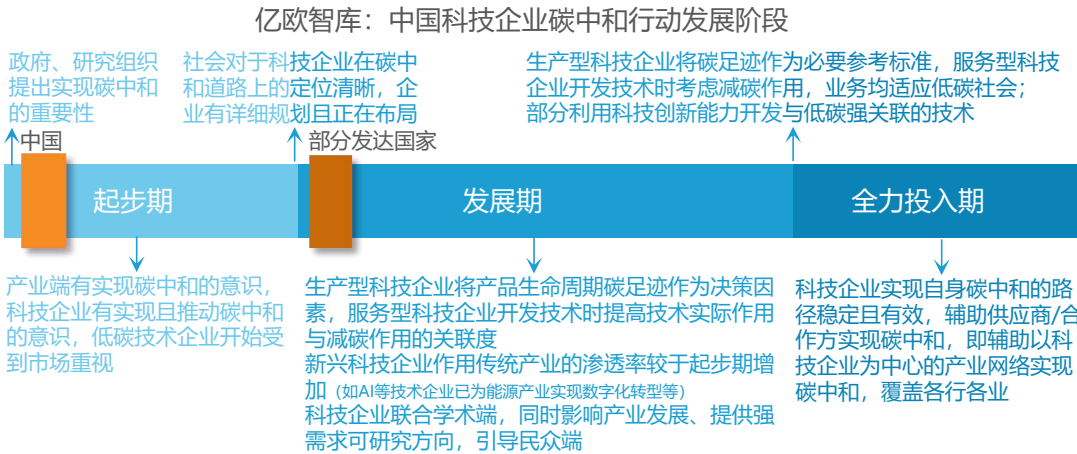 亿欧智库：中国科技企业碳中和行动发展阶段
政府、研究组织
提出实现碳中和
的重要性
社会对于科技企业在碳中
和道路上的定位清晰，企
业有详细规划且正在布局
生产型科技企业将碳足迹作为必要参考标准，服务型科技
企业开发技术时考虑减碳作用，业务均适应低碳社会；
部分利用科技创新能力开发与低碳强关联的技术
中国
部分发达国家
起步期
发展期
全力投入期
产业端有实现碳中和的意识，
科技企业有实现且推动碳中和
的意识，低碳技术企业开始受
到市场重视
生产型科技企业将产品生命周期碳足迹作为决策因
素，服务型科技企业开发技术时提高技术实际作用
与减碳作用的关联度
新兴科技企业作用传统产业的渗透率较于起步期增
加（如AI等技术企业已为能源产业实现数字化转型等）
科技企业联合学术端，同时影响产业发展、提供强
需求可研究方向，引导民众端
科技企业实现自身碳中和的路
径稳定且有效，辅助供应商/合
作方实现碳中和，即辅助以科
技企业为中心的产业网络实现
碳中和，覆盖各行各业